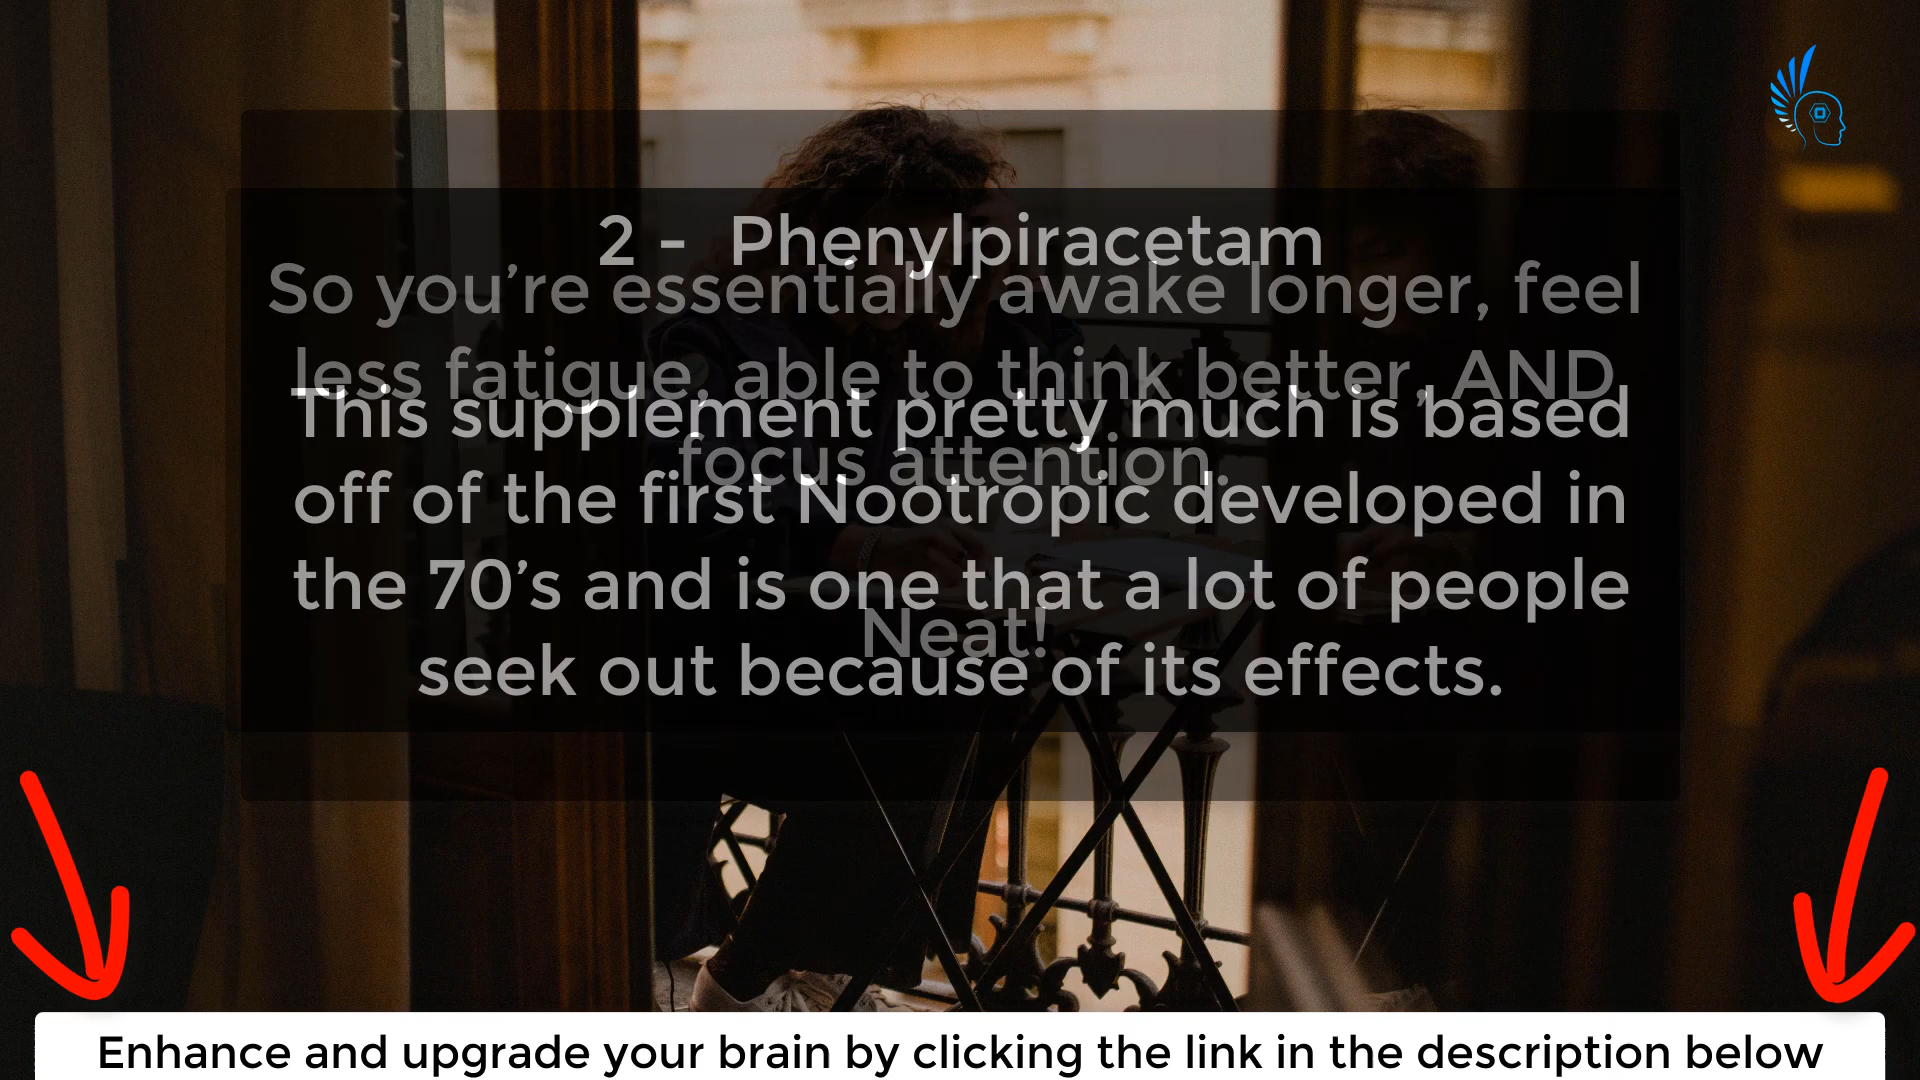 2 - Phenylpiracetam
So you’re essentially awake longer, feel
less fatigue, able to think better, AND
focus attention.
Neat!
This supplement pretty much is based
off of the first Nootropic developed in
the 70’s and is one that a lot of people
seek out because of its effects.
Enhance and upgrade your brain by clicking the link in the description below